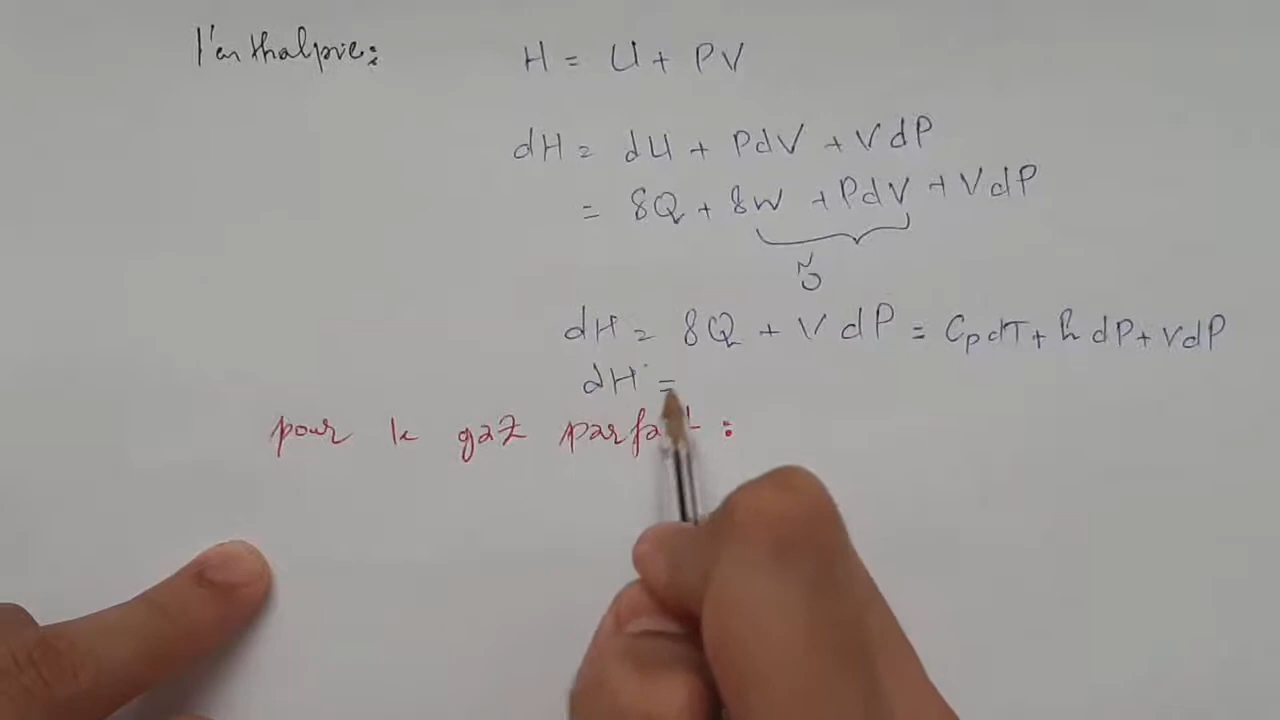 l'enthalpie:
H = U + PV
dH = dU + PdV + VdP
= δQ + δW + PdV + VdP
0
dH = δQ + VdP = CpdT + h dP + VdP
dH =
pour le gaz parfait :